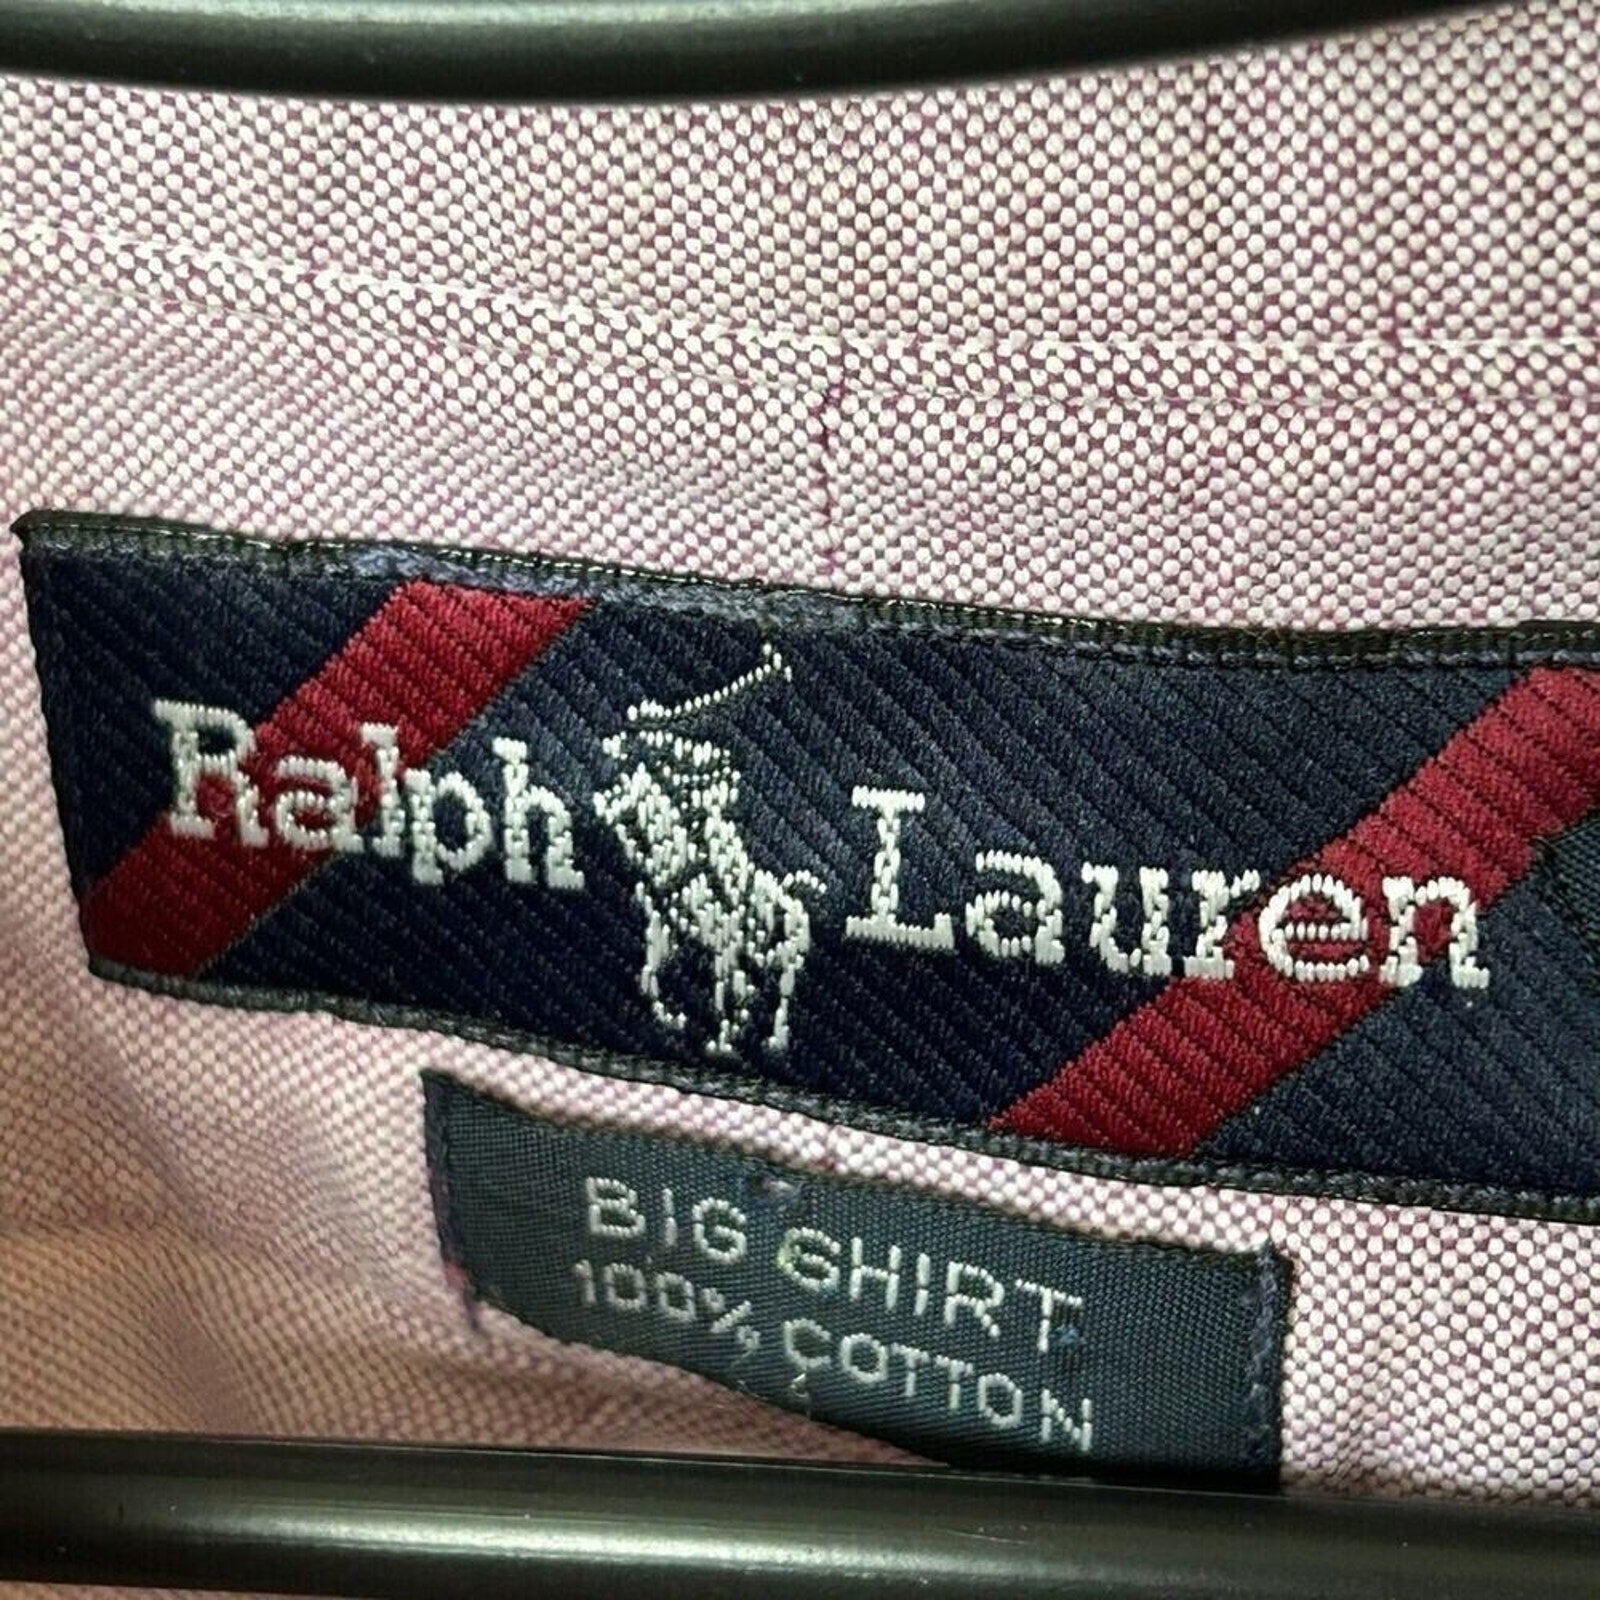 Ralph Lauren
BIG SHIRT
100% COTTON